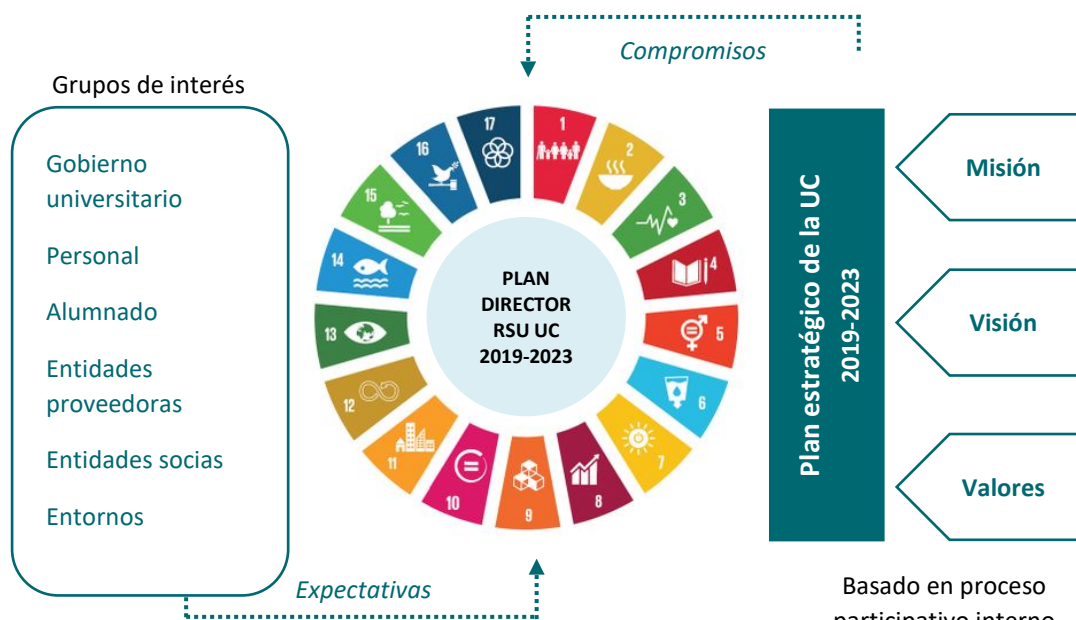 Compromisos
Grupos de interés
Gobierno
universitario
Personal
Alumnado
Entidades
proveedoras
Entidades socias
Entornos
17
1
2
3
4
5
6
7
8
9
10
11
12
13
14
15
16
PLAN
DIRECTOR
RSU UC
2019-2023
Plan estratégico de la UC
2019-2023
Misión
Visión
Valores
Expectativas
Basado en proceso
participativo interno